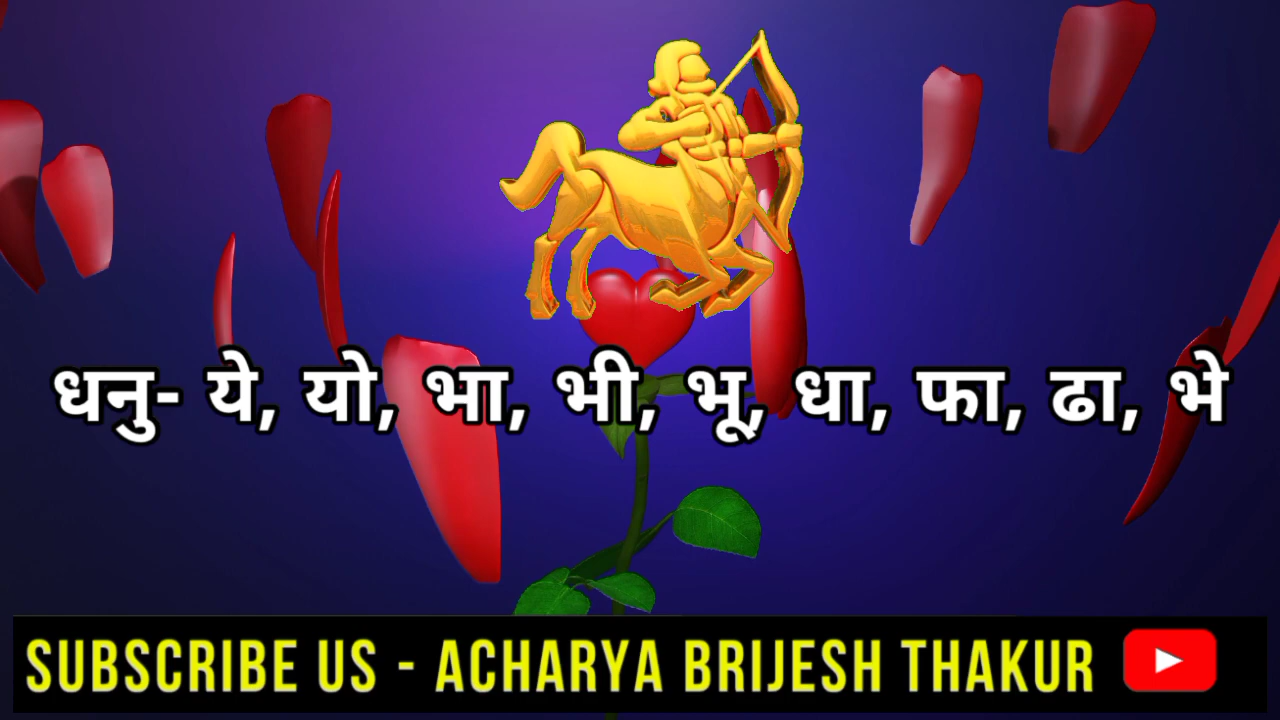 धनु- ये, यो, भा, भी, भू, धा, फा, ढा, भे
SUBSCRIBE US - ACHARYA BRIJESH THAKUR